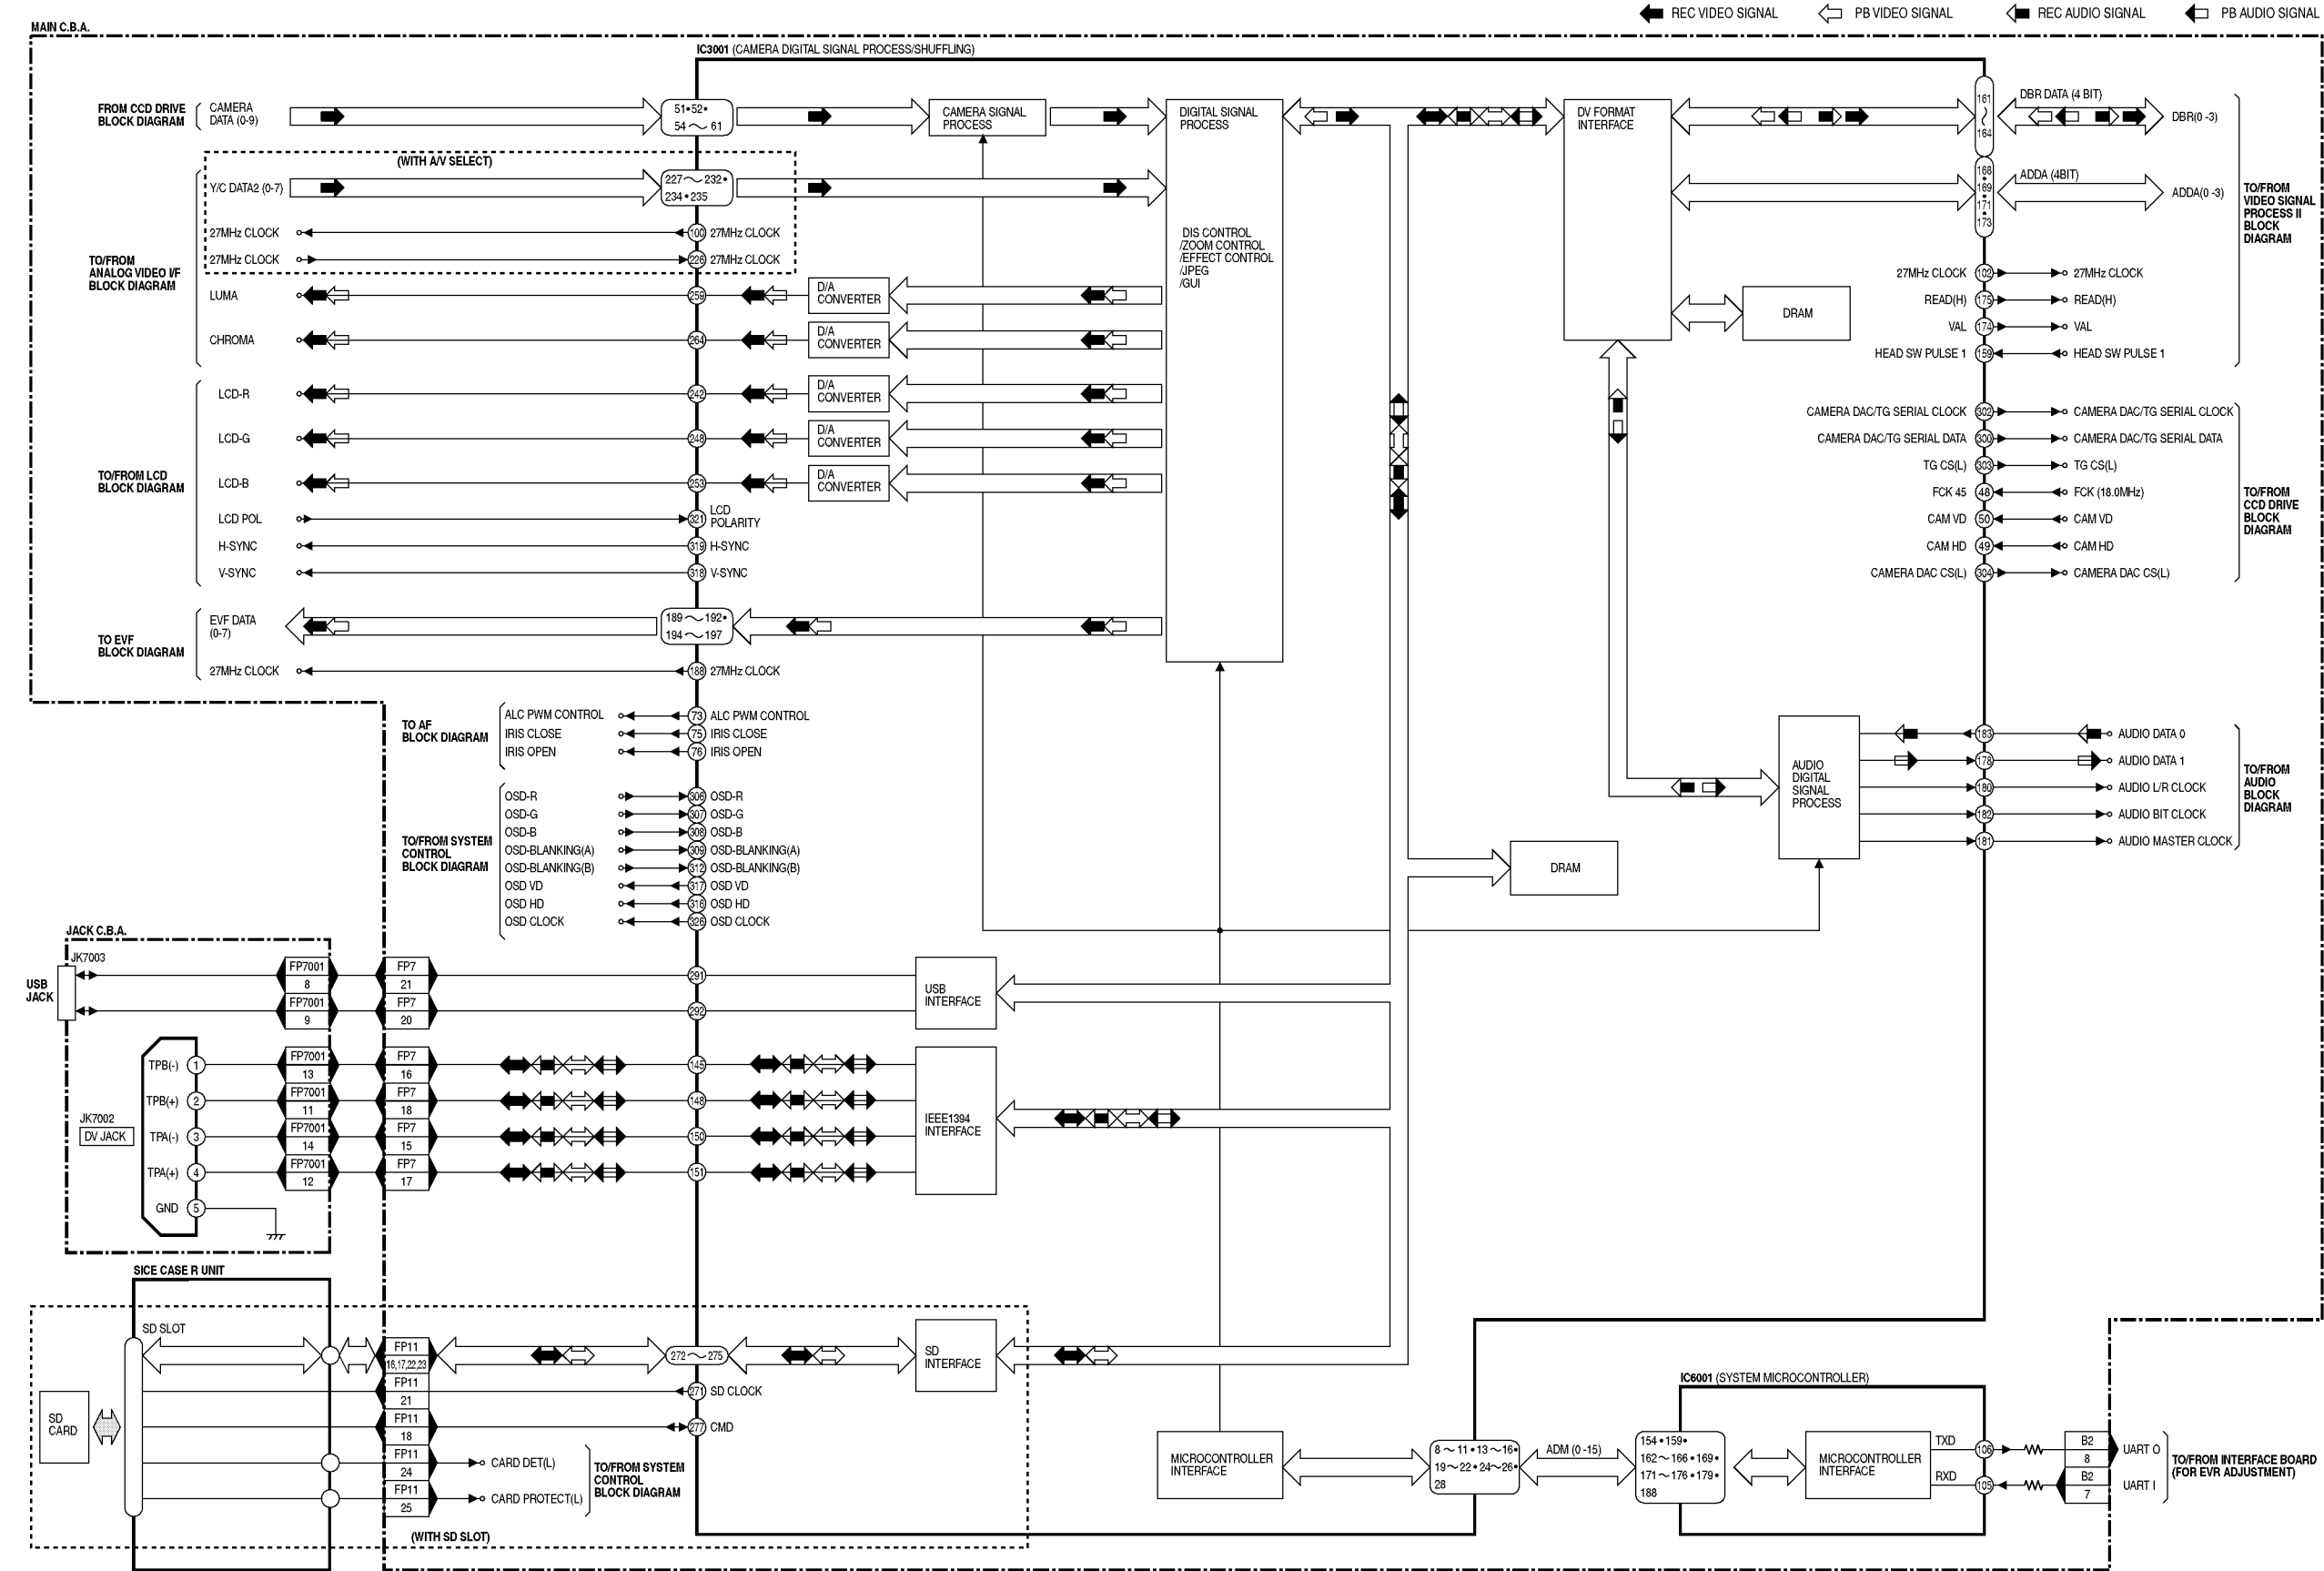 REC VIDEO SIGNAL
PB VIDEO SIGNAL
REC AUDIO SIGNAL
PB AUDIO SIGNAL
MAIN C.B.A.
IC3001 (CAMERA DIGITAL SIGNAL PROCESS/SHUFFLING)
FROM CCD DRIVE
BLOCK DIAGRAM
CAMERA
DATA (0-9)
51•52•
54 ～ 61
CAMERA SIGNAL
PROCESS
DIGITAL SIGNAL
PROCESS
DIS CONTROL
/ZOOM CONTROL
/EFFECT CONTROL
/JPEG
/GUI
DV FORMAT
INTERFACE
DRAM
161
～
164
DBR DATA (4 BIT)
DBR(0 -3)
168
•
169
•
171
•
173
ADDA (4BIT)
ADDA(0 -3)
TO/FROM
VIDEO SIGNAL
PROCESS II
BLOCK
DIAGRAM
(WITH A/V SELECT)
Y/C DATA2 (0-7)
227～232•
234•235
27MHz CLOCK
100
27MHz CLOCK
27MHz CLOCK
226
27MHz CLOCK
TO/FROM
ANALOG VIDEO I/F
BLOCK DIAGRAM
LUMA
259
D/A
CONVERTER
CHROMA
264
D/A
CONVERTER
TO/FROM LCD
BLOCK DIAGRAM
LCD-R
242
D/A
CONVERTER
LCD-G
248
D/A
CONVERTER
LCD-B
253
D/A
CONVERTER
LCD POL
321
LCD
POLARITY
H-SYNC
319
H-SYNC
V-SYNC
318
V-SYNC
TO EVF
BLOCK DIAGRAM
EVF DATA
(0-7)
189 ～ 192•
194 ～ 197
27MHz CLOCK
188
27MHz CLOCK
27MHz CLOCK
102
27MHz CLOCK
READ(H)
175
READ(H)
VAL
174
VAL
HEAD SW PULSE 1
159
HEAD SW PULSE 1
CAMERA DAC/TG SERIAL CLOCK
302
CAMERA DAC/TG SERIAL CLOCK
CAMERA DAC/TG SERIAL DATA
300
CAMERA DAC/TG SERIAL DATA
TG CS(L)
303
TG CS(L)
FCK 45
48
FCK (18.0MHz)
CAM VD
50
CAM VD
CAM HD
49
CAM HD
CAMERA DAC CS(L)
304
CAMERA DAC CS(L)
TO/FROM
CCD DRIVE
BLOCK
DIAGRAM
TO AF
BLOCK DIAGRAM
ALC PWM CONTROL
73
ALC PWM CONTROL
IRIS CLOSE
75
IRIS CLOSE
IRIS OPEN
76
IRIS OPEN
TO/FROM SYSTEM
CONTROL
BLOCK DIAGRAM
OSD-R
306
OSD-R
OSD-G
307
OSD-G
OSD-B
308
OSD-B
OSD-BLANKING(A)
309
OSD-BLANKING(A)
OSD-BLANKING(B)
312
OSD-BLANKING(B)
OSD VD
317
OSD VD
OSD HD
316
OSD HD
OSD CLOCK
326
OSD CLOCK
AUDIO
DIGITAL
SIGNAL
PROCESS
183
AUDIO DATA 0
178
AUDIO DATA 1
180
AUDIO L/R CLOCK
182
AUDIO BIT CLOCK
181
AUDIO MASTER CLOCK
TO/FROM
AUDIO
BLOCK
DIAGRAM
DRAM
JACK C.B.A.
JK7003
USB
JACK
FP7001
8
FP7
21
291
FP7001
9
FP7
20
292
USB
INTERFACE
JK7002
DV JACK
TPB(-)
1
FP7001
13
FP7
16
145
TPB(+)
2
FP7001
11
FP7
18
148
TPA(-)
3
FP7001
14
FP7
15
150
TPA(+)
4
FP7001
12
FP7
17
151
GND
5
IEEE1394
INTERFACE
SICE CASE R UNIT
SD SLOT
SD
CARD
FP11
16,17,22,23
272 ～ 275
SD
INTERFACE
FP11
21
271
SD CLOCK
FP11
18
277
CMD
FP11
24
CARD DET(L)
FP11
25
CARD PROTECT(L)
TO/FROM SYSTEM
CONTROL
BLOCK DIAGRAM
(WITH SD SLOT)
MICROCONTROLLER
INTERFACE
8 ～ 11•13～16•
19～22•24～26•
28
ADM (0 -15)
IC6001 (SYSTEM MICROCONTROLLER)
154•159•
162～166•169•
171～176•179•
188
MICROCONTROLLER
INTERFACE
TXD
106
B2
8
UART O
RXD
105
B2
7
UART I
TO/FROM INTERFACE BOARD
(FOR EVR ADJUSTMENT)